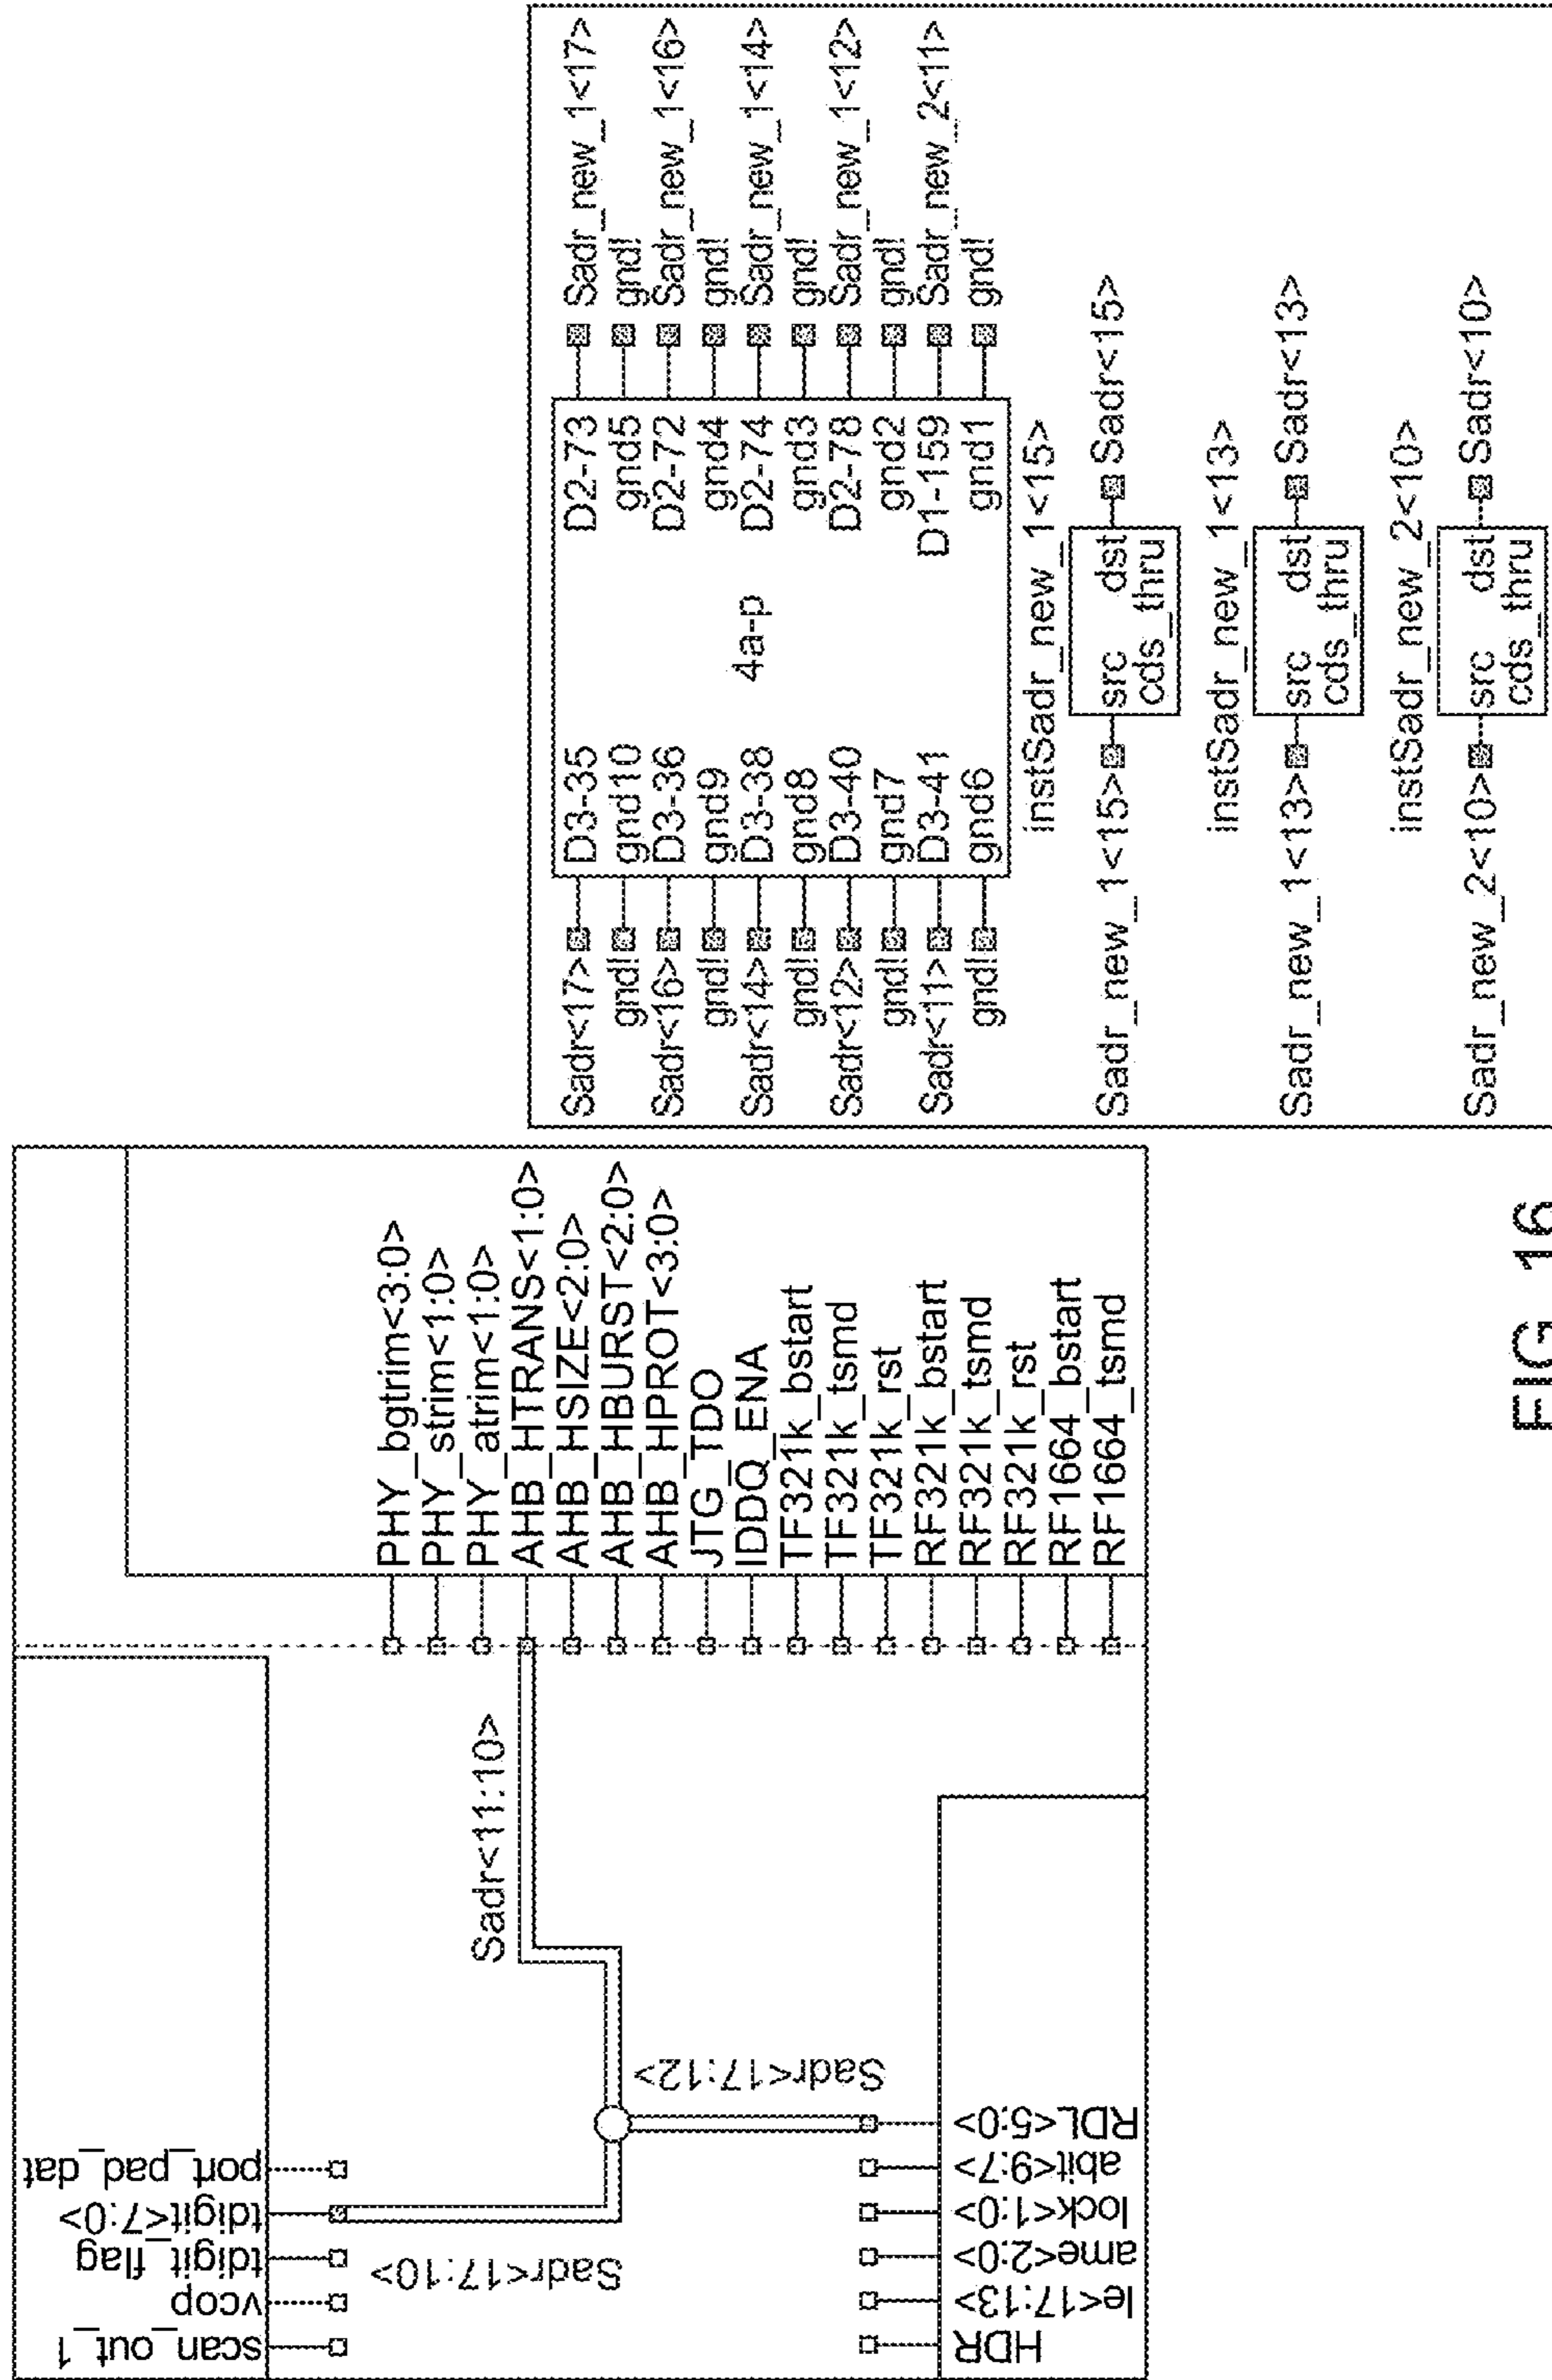 scan_out_1
vcop
tdigit_flag
tdigit<7:0>
port_pad_dat
Sadr<17:10>
Sadr<11:10>
Sadr<17:12>
HDR
le<17:13>
ame<2:0>
lock<1:0>
abit<9:7>
RDL<5:0>
PHY_bgtrim<3:0>
PHY_strim<1:0>
PHY_atrim<1:0>
AHB_HTRANS<1:0>
AHB_HSIZE<2:0>
AHB_HBURST<2:0>
AHB_HPROT<3:0>
JTG_TDO
IDDQ_ENA
TF321k_bstart
TF321k_tsmd
TF321k_rst
RF321k_bstart
RF321k_tsmd
RF321k_rst
RF1664_bstart
RF1664_tsmd
Sadr<17> D3-35 D2-73 Sadr_new_1<17>
gnd! gnd10 gnd5 gnd!
Sadr<16> D3-36 D2-72 Sadr_new_1<16>
gnd! gnd9 gnd4 gnd!
Sadr<14> D3-38 4a-p D2-74 Sadr_new_1<14>
gnd! gnd8 gnd3 gnd!
Sadr<12> D3-40 D2-78 Sadr_new_1<12>
gnd! gnd7 gnd2 gnd!
Sadr<11> D3-41 D1-159 Sadr_new_2<11>
gnd! gnd6 gnd1 gnd!
instSadr_new_1<15>
Sadr_new_1<15> src dst Sadr<15>
cds_thru
instSadr_new_1<13>
Sadr_new_1<13> src dst Sadr<13>
cds_thru
instSadr_new_2<10>
Sadr_new_2<10> src dst Sadr<10>
cds_thru
FIG. 16